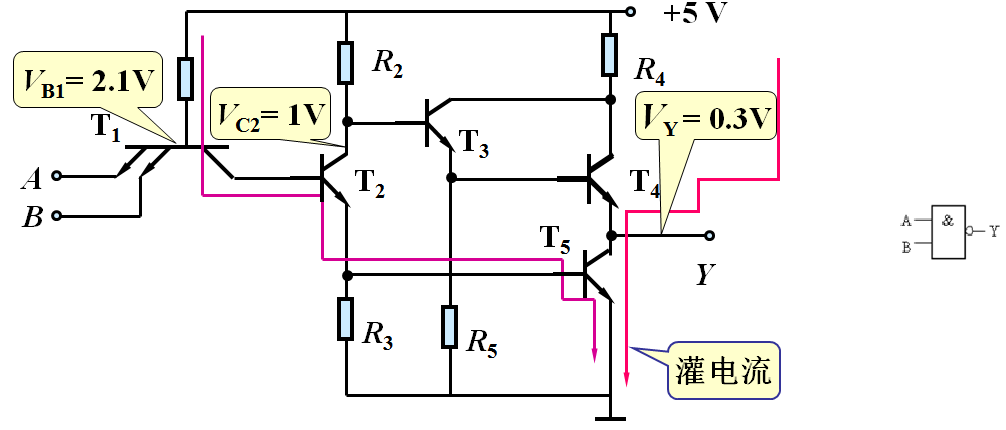 +5 V
R2
R4
VB1= 2.1V
VC2= 1V
VY= 0.3V
T1
T3
A
T2
T4
B
A
&
Y
B
T5
Y
R3
R5
灌电流